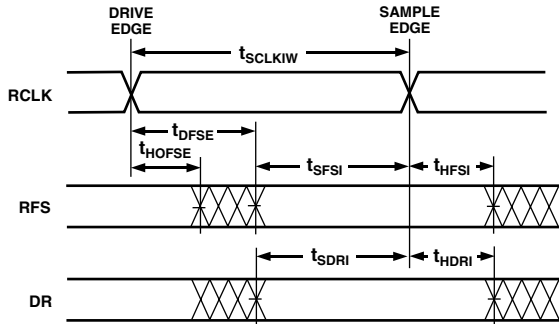 DRIVE
EDGE
SAMPLE
EDGE
tSCLKIW
RCLK
tDFSE
tHOFSE
tSFSI
tHFSI
RFS
tSDRI
tHDRI
DR